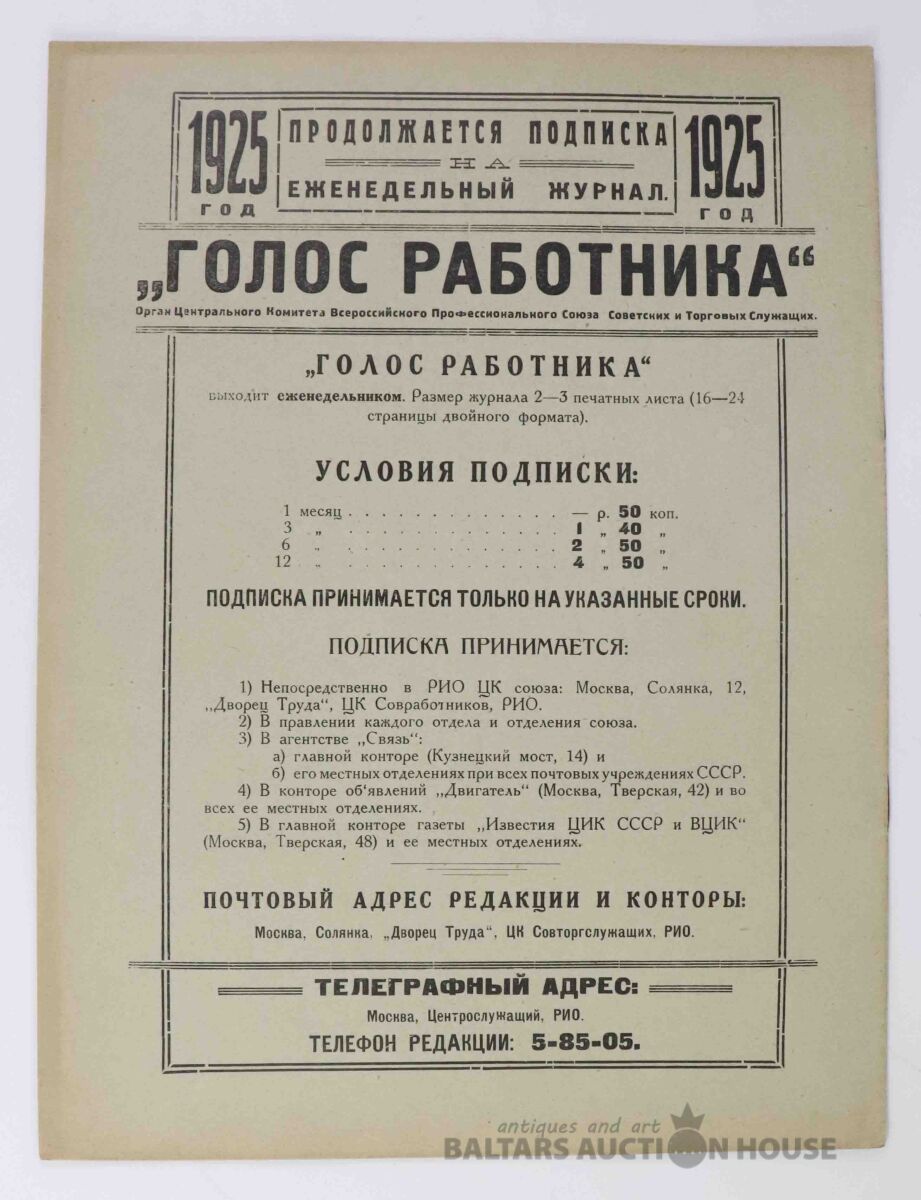 1925
ГОД
ПРОДОЛЖАЕТСЯ ПОДПИСКА
НА
ЕЖЕНЕДЕЛЬНЫЙ ЖУРНАЛ.
1925
ГОД
„ГОЛОС РАБОТНИКА“
Орган Центрального Комитета Всероссийского Профессионального Союза Советских и Торговых Служащих.
„ГОЛОС РАБОТНИКА“
выходит еженедельником. Размер журнала 2—3 печатных листа (16—24
страницы двойного формата).
УСЛОВИЯ ПОДПИСКИ:
1 месяц . . . . . . . . . . . . . — р. 50 коп.
3 „ . . . . . . . . . . . . . 1 „ 40 „
6 „ . . . . . . . . . . . . . 2 „ 50 „
12 „ . . . . . . . . . . . . . 4 „ 50 „
ПОДПИСКА ПРИНИМАЕТСЯ ТОЛЬКО НА УКАЗАННЫЕ СРОКИ.
ПОДПИСКА ПРИНИМАЕТСЯ:
1) Непосредственно в РИО ЦК союза: Москва, Солянка, 12,
„Дворец Труда“, ЦК Совработников, РИО.
2) В правлении каждого отдела и отделения союза.
3) В агентстве „Связь“:
а) главной конторе (Кузнецкий мост, 14) и
б) его местных отделениях при всех почтовых учреждениях СССР.
4) В конторе об‘явлений „Двигатель“ (Москва, Тверская, 42) и во
всех ее местных отделениях.
5) В главной конторе газеты „Известия ЦИК СССР и ВЦИК“
(Москва, Тверская, 48) и ее местных отделениях.
ПОЧТОВЫЙ АДРЕС РЕДАКЦИИ И КОНТОРЫ:
Москва, Солянка, „Дворец Труда“, ЦК Совторгслужащих, РИО.
ТЕЛЕГРАФНЫЙ АДРЕС:
Москва, Центрослужащий, РИО.
ТЕЛЕФОН РЕДАКЦИИ: 5-85-05.
antiques and art
BALTARS AUCTION HOUSE